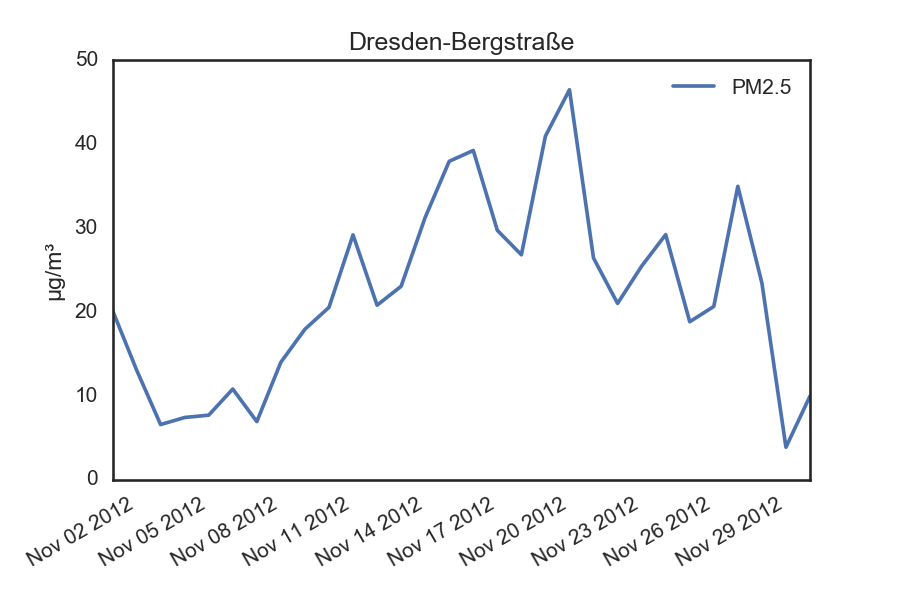 Dresden-Bergstraße
PM2.5
µg/m³
50
40
30
20
10
0
Nov 02 2012
Nov 05 2012
Nov 08 2012
Nov 11 2012
Nov 14 2012
Nov 17 2012
Nov 20 2012
Nov 23 2012
Nov 26 2012
Nov 29 2012